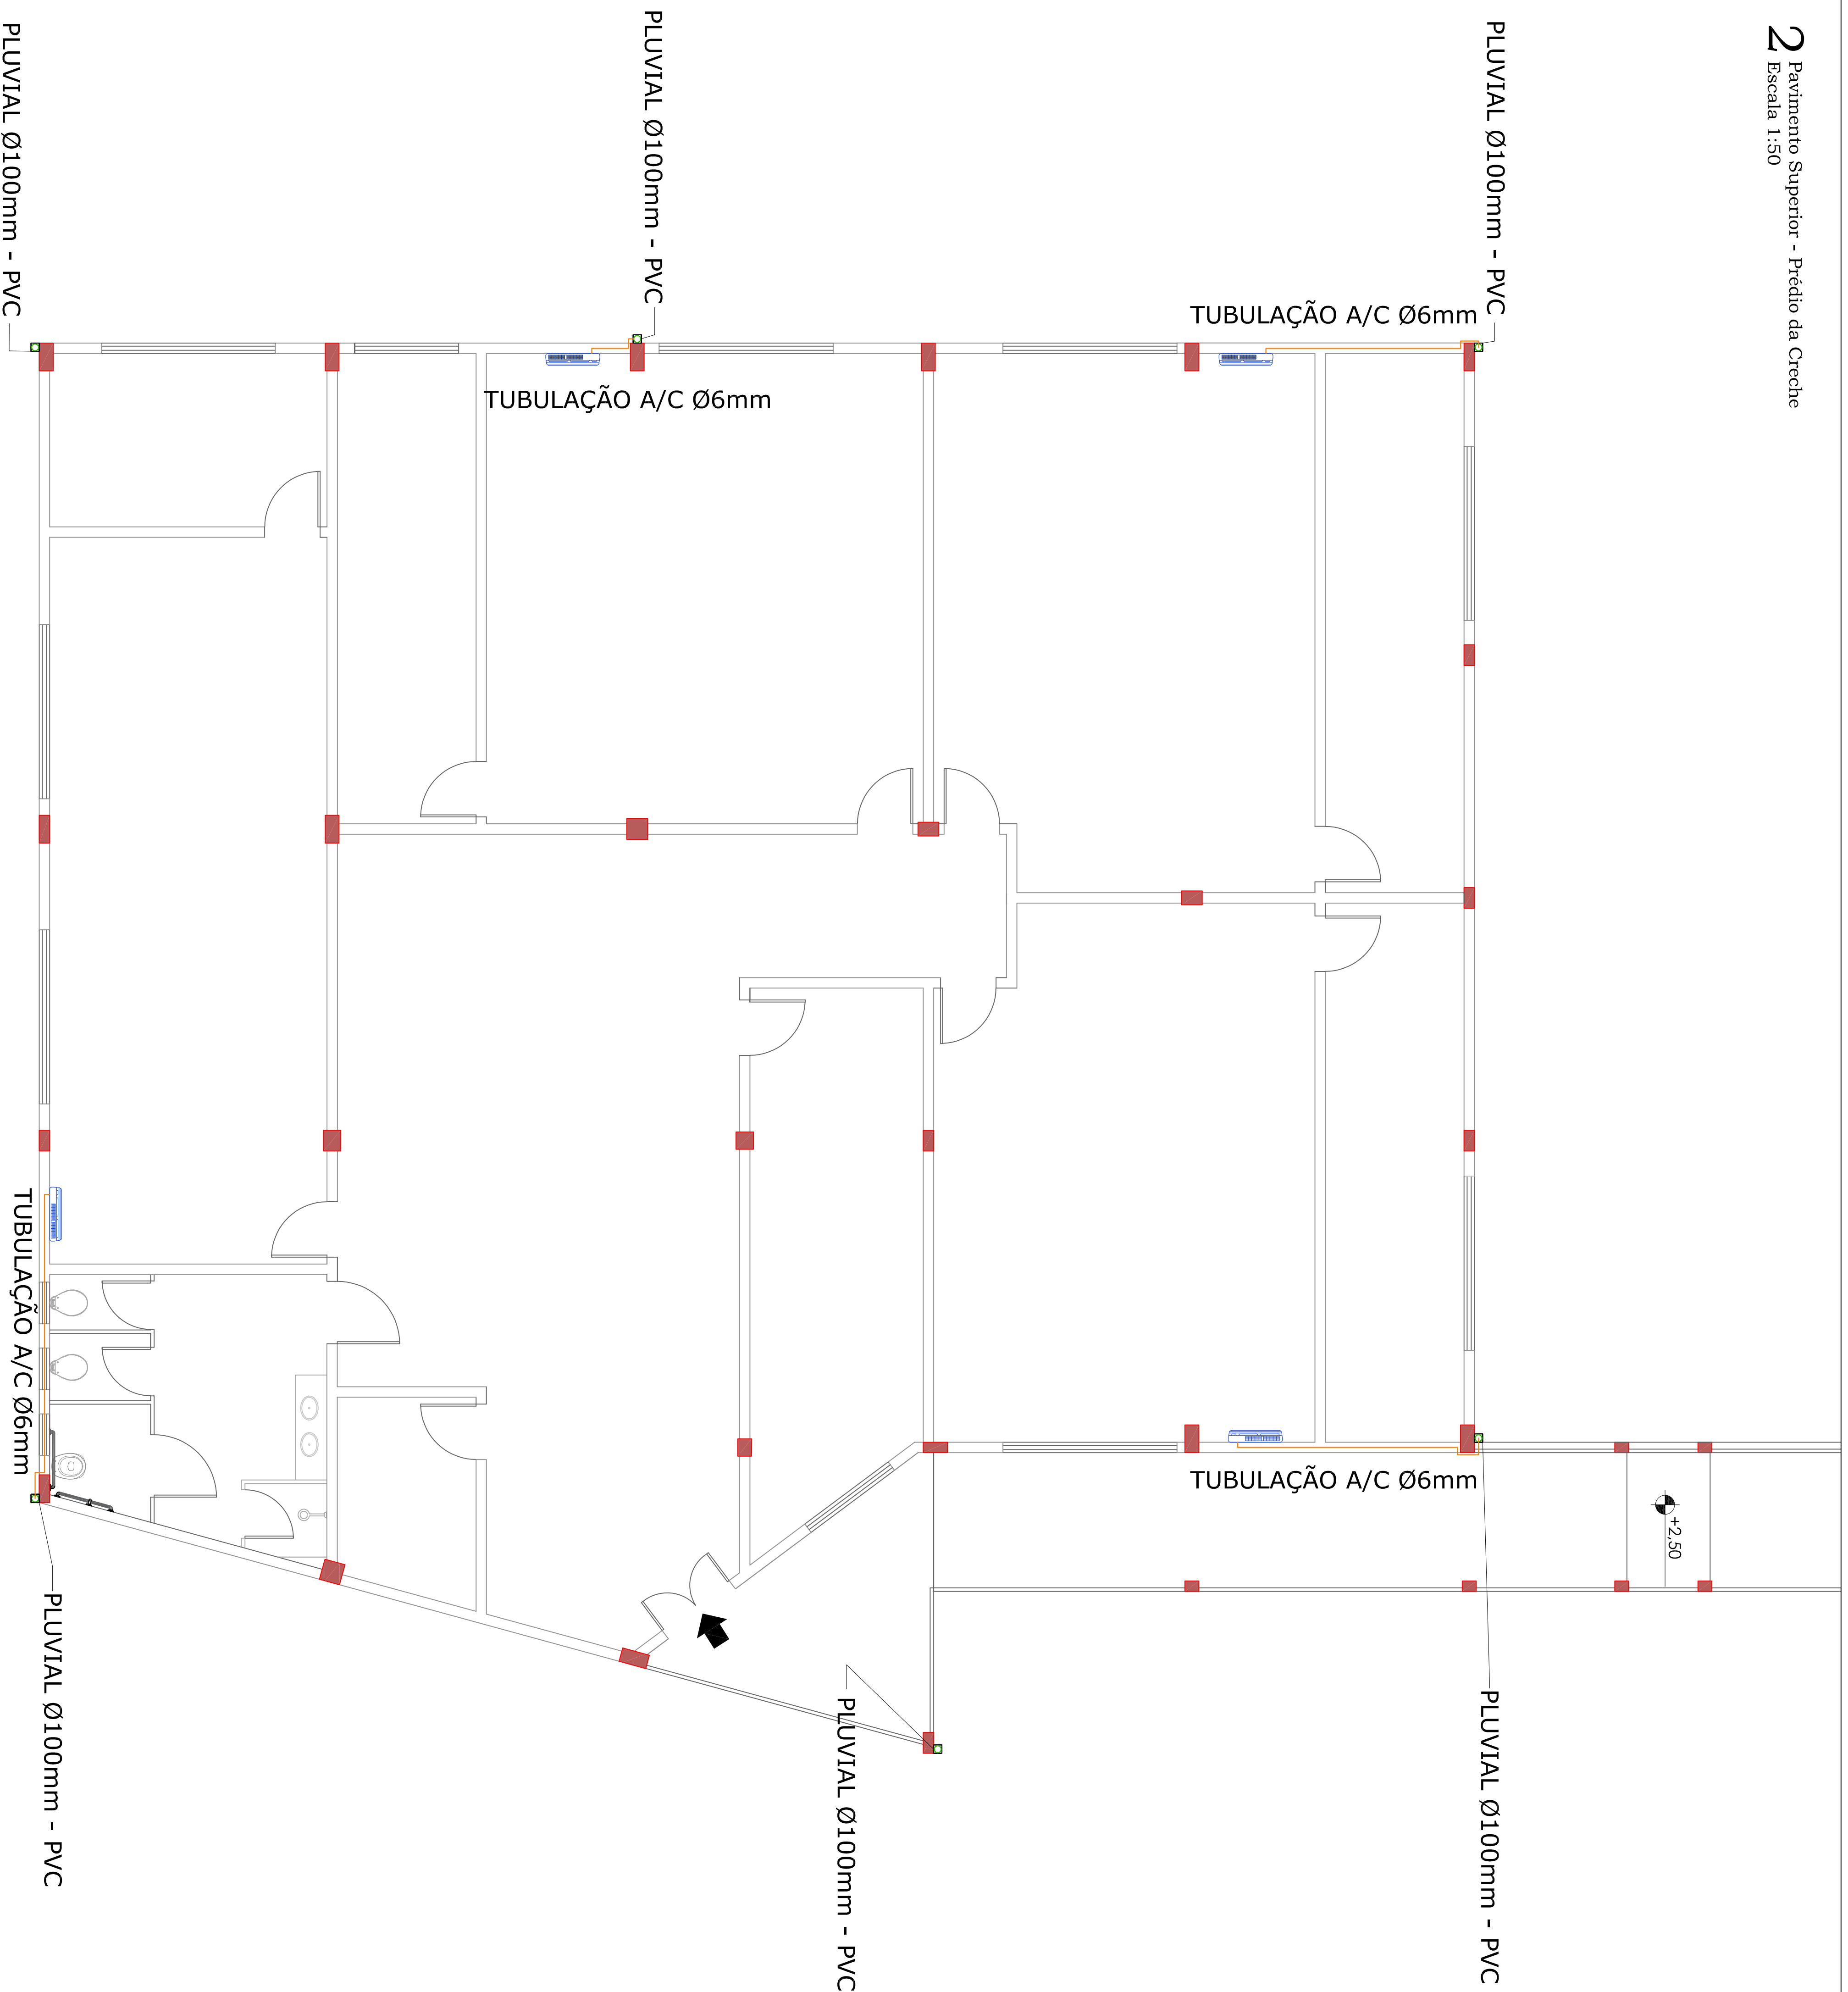 2
Pavimento Superior - Prédio da Creche
Escala 1:50
PLUVIAL Ø100mm - PVC
PLUVIAL Ø100mm - PVC
PLUVIAL Ø100mm - PVC
TUBULAÇÃO A/C Ø6mm
TUBULAÇÃO A/C Ø6mm
TUBULAÇÃO A/C Ø6mm
TUBULAÇÃO A/C Ø6mm
+2,50
PLUVIAL Ø100mm - PVC
PLUVIAL Ø100mm - PVC
PLUVIAL Ø100mm - PVC